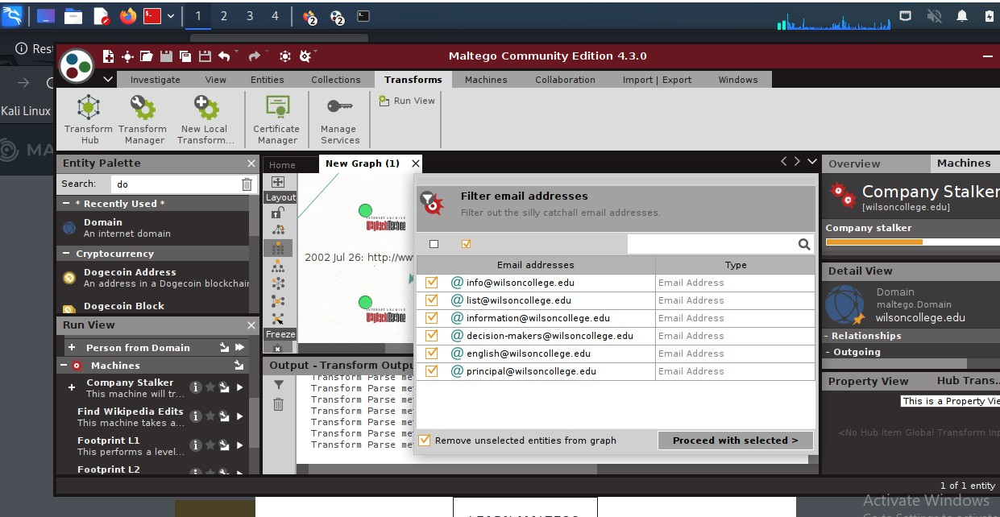 1 2 3 4
2 2
Rest
Maltego Community Edition 4.3.0
Investigate View Entities Collections Transforms Machines Collaboration Import | Export Windows
Kali Linux
Transform Hub
Transform Manager
New Local Transform...
Certificate Manager
Manage Services
Run View
MA
Entity Palette
Search: do
* Recently Used *
Domain
An internet domain
Cryptocurrency
Dogecoin Address
An address in a Dogecoin blockchain
Dogecoin Block
Run View
Person from Domain
Machines
Company Stalker
This machine will tr...
Find Wikipedia Edits
This machine takes a...
Footprint L1
This performs a level...
Footprint L2
Home New Graph (1)
Layout
Freeze
INTERNET ARCHIVE
WayBackMachine
2002 Jul 26: http://ww
INTERNET ARCHIVE
WayBackMachine
Output - Transform Outpu
Transform Parse me
Transform Parse me
Transform Parse me
Transform Parse me
Transform Parse me
Transform Parse me
Transform Parse me
Filter email addresses
Filter out the silly catchall email addresses.
Email addresses Type
info@wilsoncollege.edu Email Address
list@wilsoncollege.edu Email Address
information@wilsoncollege.edu Email Address
decision-makers@wilsoncollege.edu Email Address
english@wilsoncollege.edu Email Address
principal@wilsoncollege.edu Email Address
Remove unselected entities from graph
Proceed with selected >
Overview Machines
Company Stalker
[wilsoncollege.edu]
Company stalker
Detail View
Domain
maltego.Domain
wilsoncollege.edu
- Relationships
- Outgoing
Property View Hub Trans...
This is a Property Vie
<No Hub Item Global Transform Inp
1 of 1 entity
Activate Windows
LEARN MALTEGO